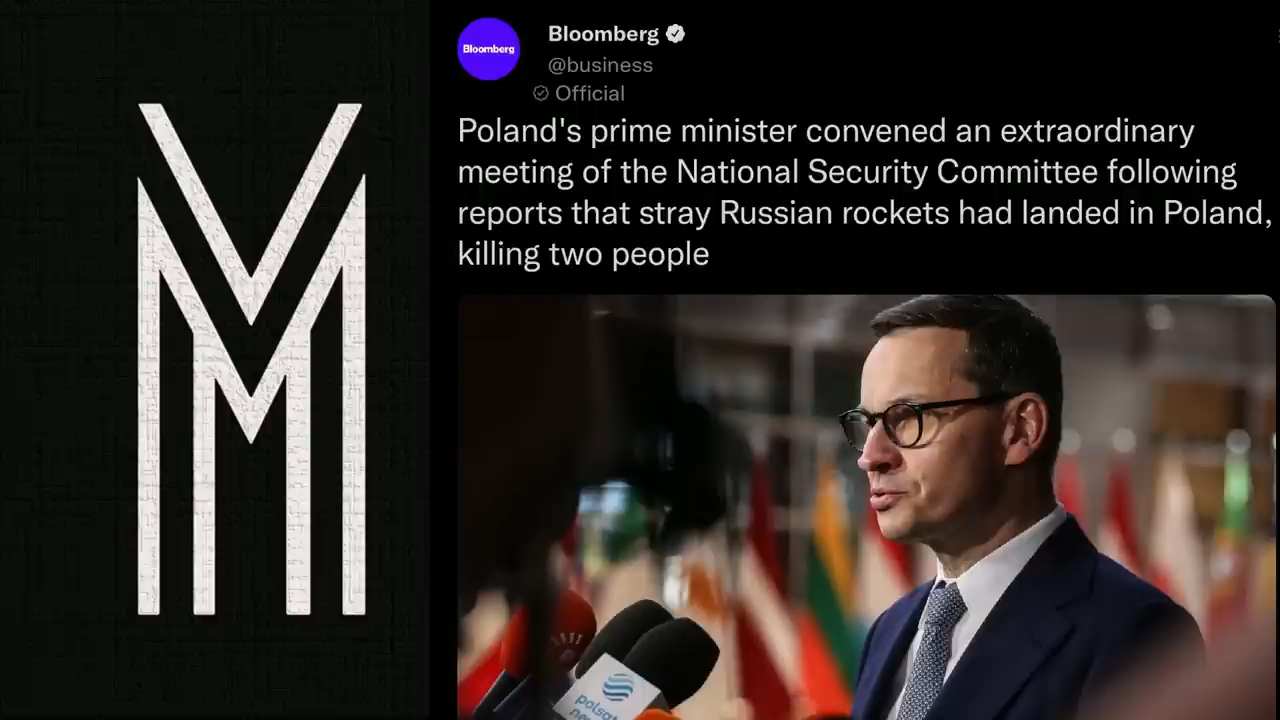 Bloomberg
Bloomberg
@business
Official
Poland's prime minister convened an extraordinary
meeting of the National Security Committee following
reports that stray Russian rockets had landed in Poland,
killing two people
polsat